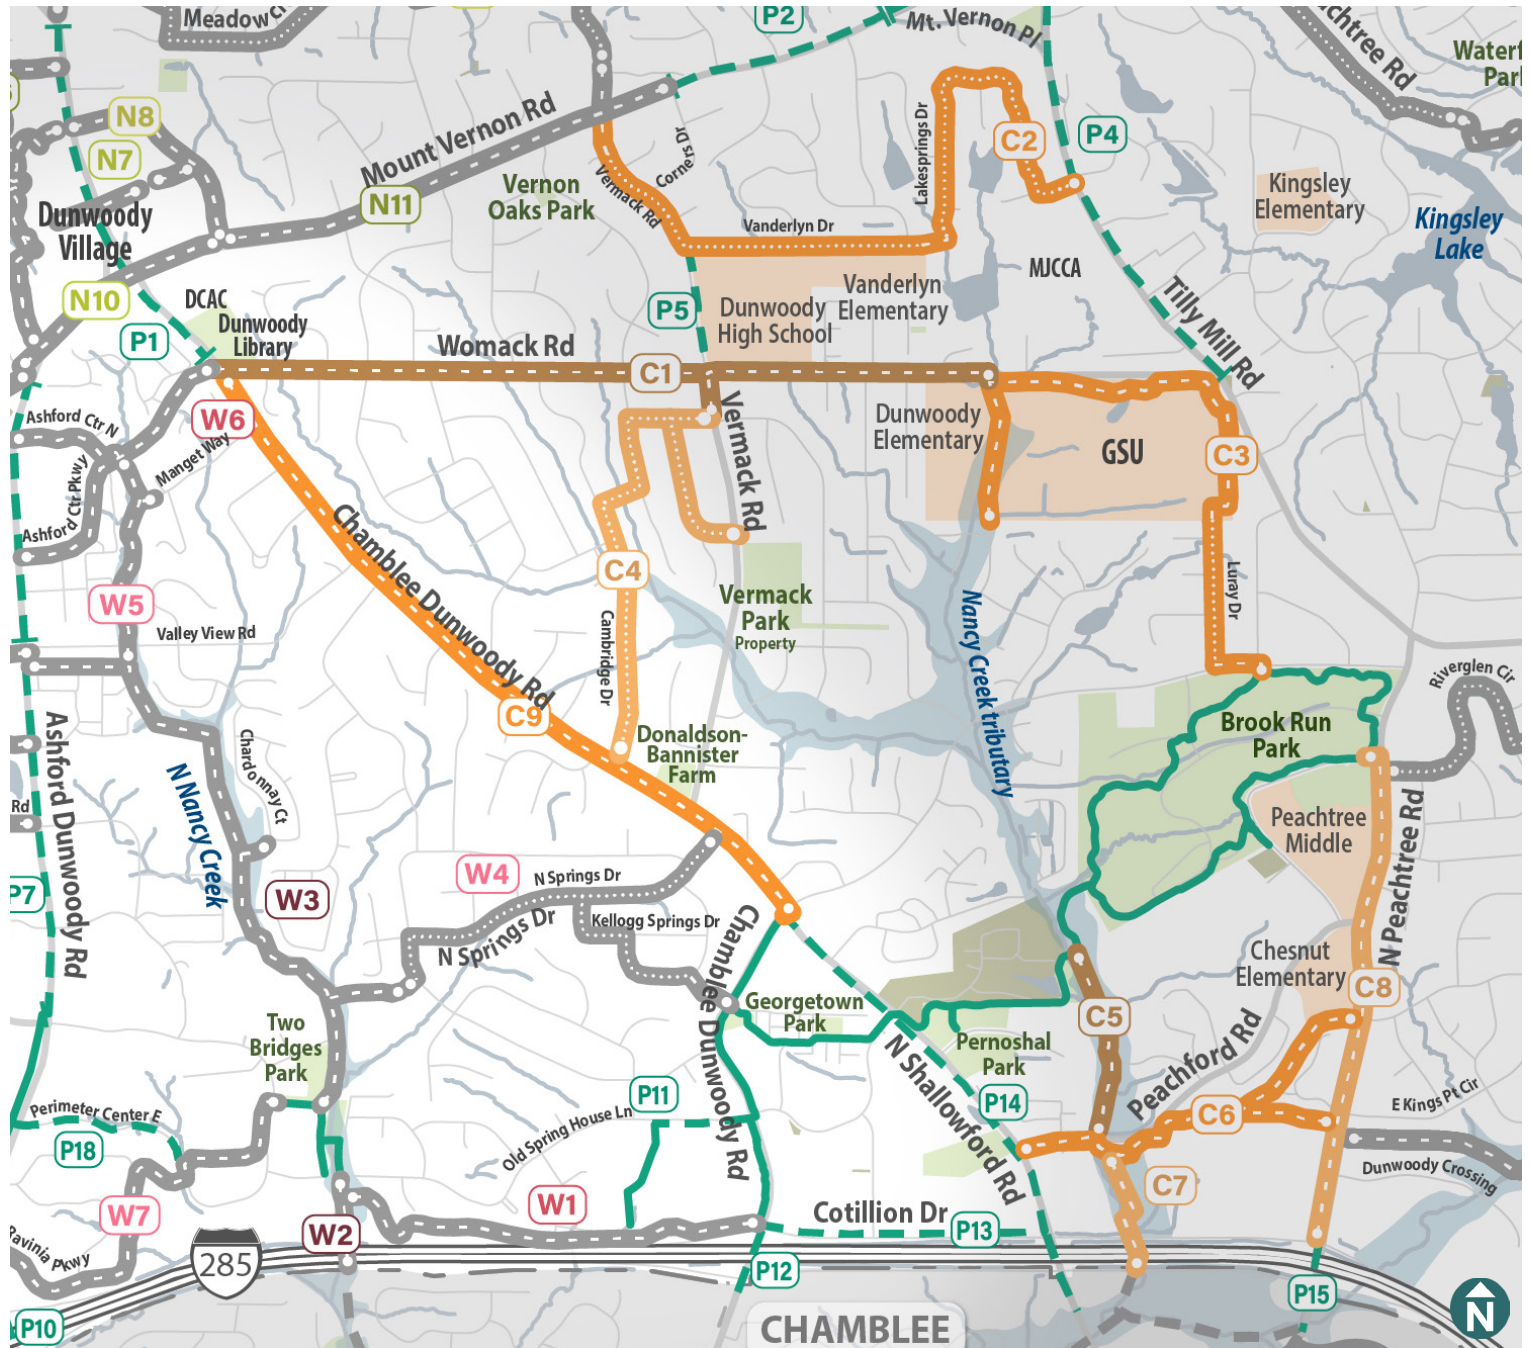 Meadow
P2
Mt. Vernon Pl
chtree Rd
Waterf
Park
N8
N7
Mount Vernon Rd
N11
Vernon
Oaks Park
Corners Dr
Vermack Rd
Lakesprings Dr
C2
P4
Kingsley
Elementary
Kingsley
Lake
Dunwoody
Village
Vanderlyn Dr
MJCCA
N10
DCAC
Dunwoody
Library
P1
P5
Dunwoody
High School
Vanderlyn
Elementary
Tilly Mill Rd
Womack Rd
C1
W6
Ashford Ctr N
Manget Way
Ashford Ctr Pkwy
Vermack Rd
Dunwoody
Elementary
GSU
C3
Chamblee Dunwoody Rd
C4
W5
Valley View Rd
Cambridge Dr
Vermack
Park
Property
Nancy Creek tributary
Luray Dr
Riverglen Cir
C9
Brook Run
Park
Donaldson-
Bannister
Farm
Ashford Dunwoody Rd
Chardonnay Ct
N Nancy Creek
Rd
Peachtree
Middle
N Peachtree Rd
P7
W3
W4
N Springs Dr
Kellogg Springs Dr
N Springs Dr
Chamblee Dunwoody Rd
Chesnut
Elementary
C8
Georgetown
Park
C5
Two
Bridges
Park
Pernoshal
Park
Peachford Rd
N Shallowford Rd
P11
P14
Perimeter Center E
Old Spring House Ln
C6
E Kings Pt Cir
P18
Dunwoody Crossing
W7
W1
C7
Cotillion Dr
P13
W2
Ravinia Pkwy
285
P12
P15
P10
CHAMBLEE
N